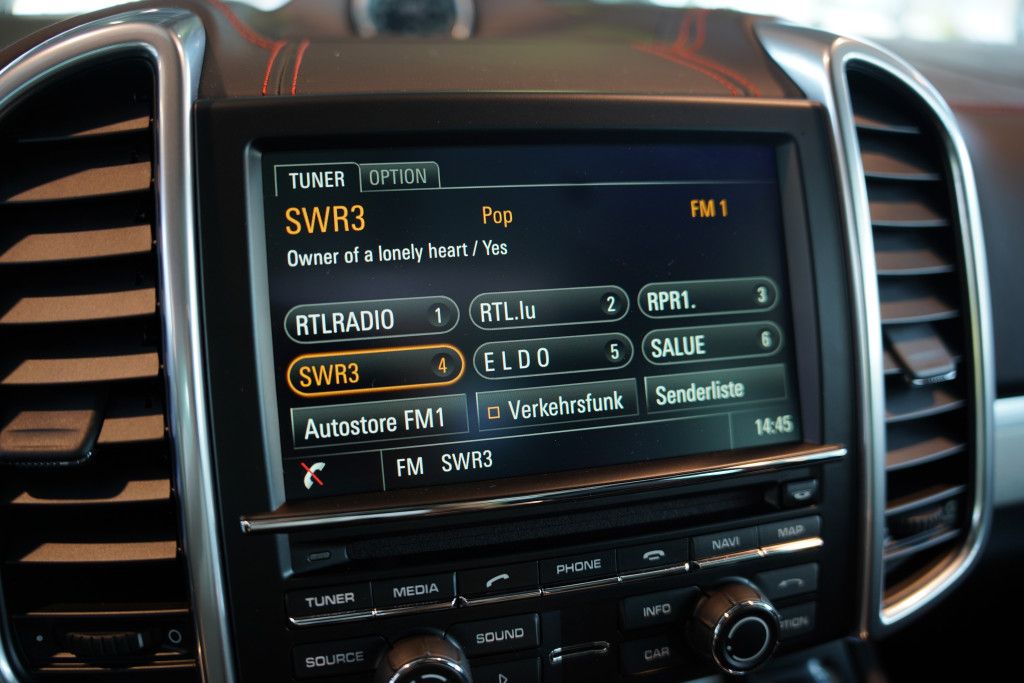 TUNER OPTION
SWR3 Pop FM 1
Owner of a lonely heart / Yes
RTLRADIO 1 RTL.lu 2 RPR1. 3
SWR3 4 ELDO 5 SALUE 6
Autostore FM1 Verkehrsfunk Senderliste
FM SWR3 14:45
TUNER MEDIA PHONE NAVI MAP
SOURCE SOUND INFO
CAR